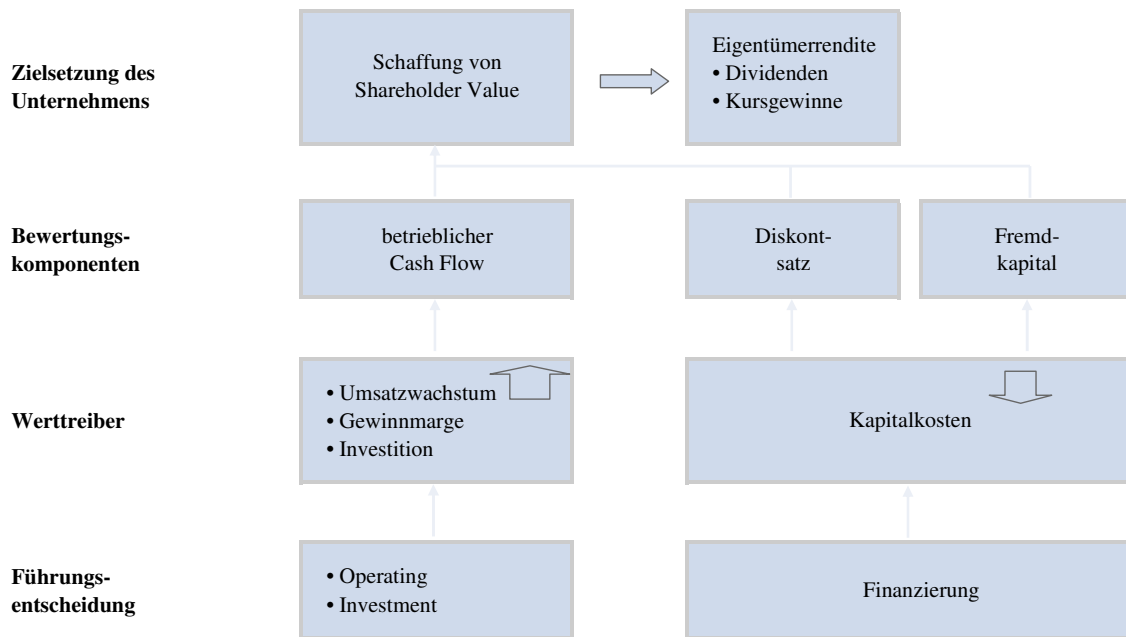 Zielsetzung des
Unternehmens
Schaffung von
Shareholder Value
Eigentümerrendite
• Dividenden
• Kursgewinne
Bewertungs-
komponenten
betrieblicher
Cash Flow
Diskont-
satz
Fremd-
kapital
Werttreiber
• Umsatzwachstum
• Gewinnmarge
• Investition
Kapitalkosten
Führungs-
entscheidung
• Operating
• Investment
Finanzierung